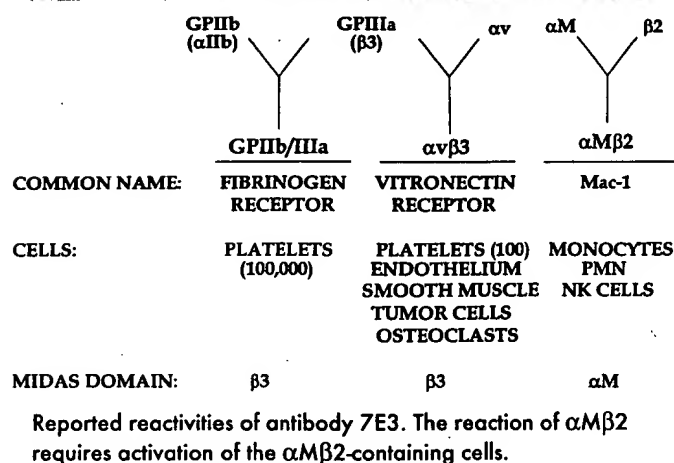 GPIIb GPIIIa αv αM β2
(αIIb) (β3)
GPIIb/IIIa αvβ3 αMβ2
COMMON NAME: FIBRINOGEN VITRONECTIN Mac-1
RECEPTOR RECEPTOR
CELLS: PLATELETS PLATELETS (100) MONOCYTES
(100,000) ENDOTHELIUM PMN
SMOOTH MUSCLE NK CELLS
TUMOR CELLS
OSTEOCLASTS
MIDAS DOMAIN: β3 β3 αM
Reported reactivities of antibody 7E3. The reaction of αMβ2
requires activation of the αMβ2-containing cells.